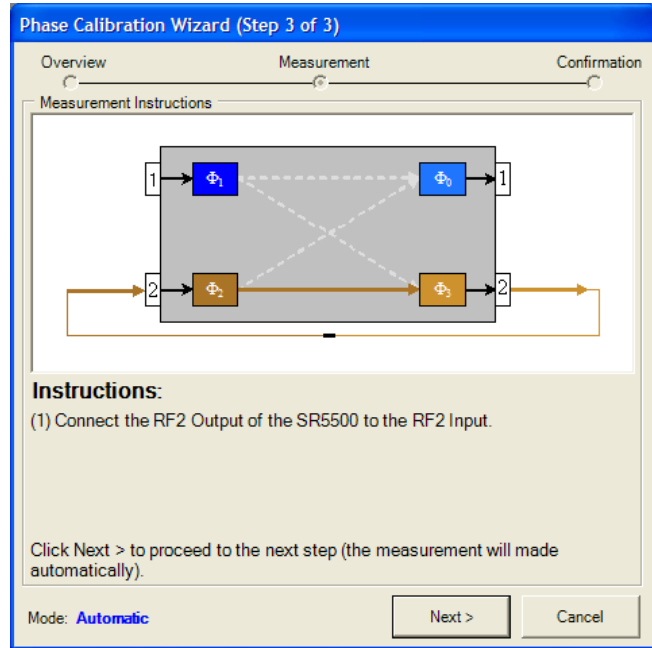 Phase Calibration Wizard (Step 3 of 3)
Overview Measurement Confirmation
Measurement Instructions
1 Φ1 Φ0 1
2 Φ2 Φ3 2
Instructions:
(1) Connect the RF2 Output of the SR5500 to the RF2 Input.
Click Next > to proceed to the next step (the measurement will made
automatically).
Mode: Automatic Next > Cancel